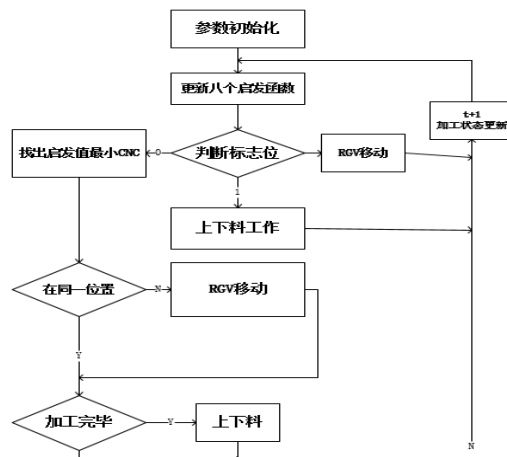 参数初始化
更新八个启发函数
t+1
加工状态更新
找出启发值最小CNC
0
判断标志位
RGV移动
1
上下料工作
在同一位置
N
RGV移动
Y
加工完毕
Y
上下料
N